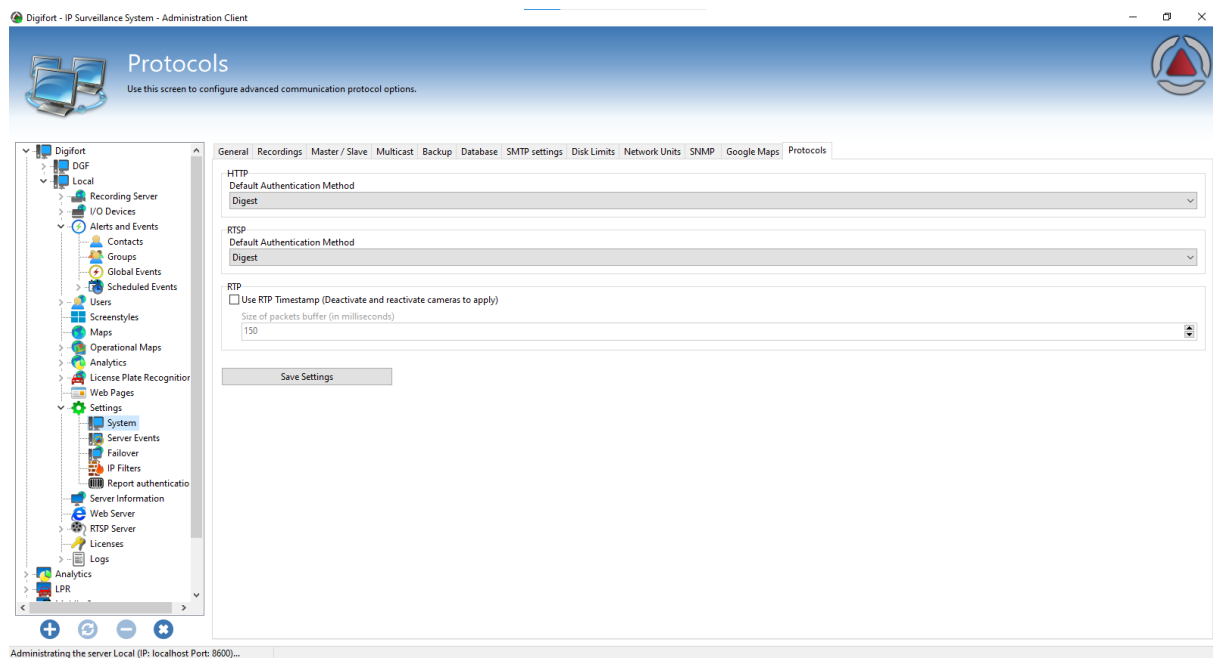 Digifort - IP Surveillance System - Administration Client
Protocols
Use this screen to configure advanced communication protocol options.
Digifort
DGF
Local
Recording Server
I/O Devices
Alerts and Events
Contacts
Groups
Global Events
Scheduled Events
Users
Screenstyles
Maps
Operational Maps
Analytics
License Plate Recognitior
Web Pages
Settings
System
Server Events
Failover
IP Filters
Report authenticatio
Server Information
Web Server
RTSP Server
Licenses
Logs
Analytics
LPR
General Recordings Master / Slave Multicast Backup Database SMTP settings Disk Limits Network Units SNMP Google Maps Protocols
HTTP
Default Authentication Method
Digest
RTSP
Default Authentication Method
Digest
RTP
Use RTP Timestamp (Deactivate and reactivate cameras to apply)
Size of packets buffer (in milliseconds)
150
Save Settings
Administrating the server Local (IP: localhost Port: 8600)...